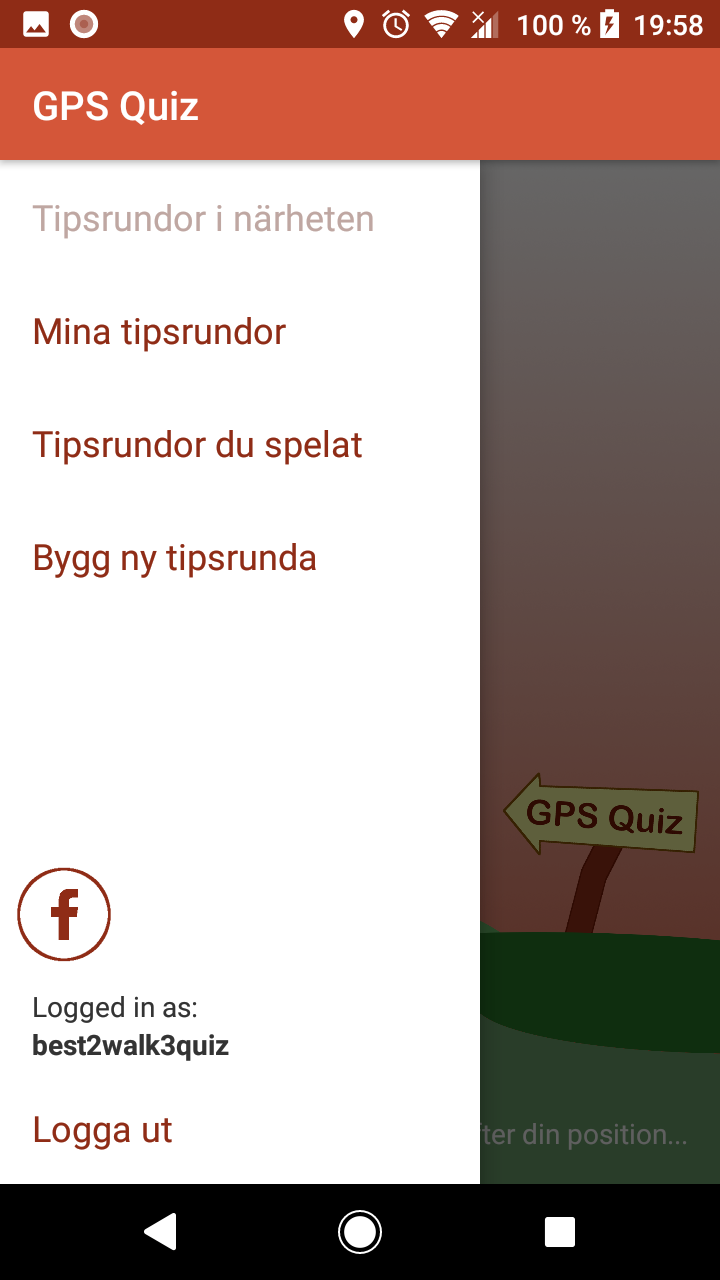 100 % 19:58
GPS Quiz
Tipsrundor i närheten
Mina tipsrundor
Tipsrundor du spelat
Bygg ny tipsrunda
GPS Quiz
f
Logged in as:
best2walk3quiz
Logga ut
din position...